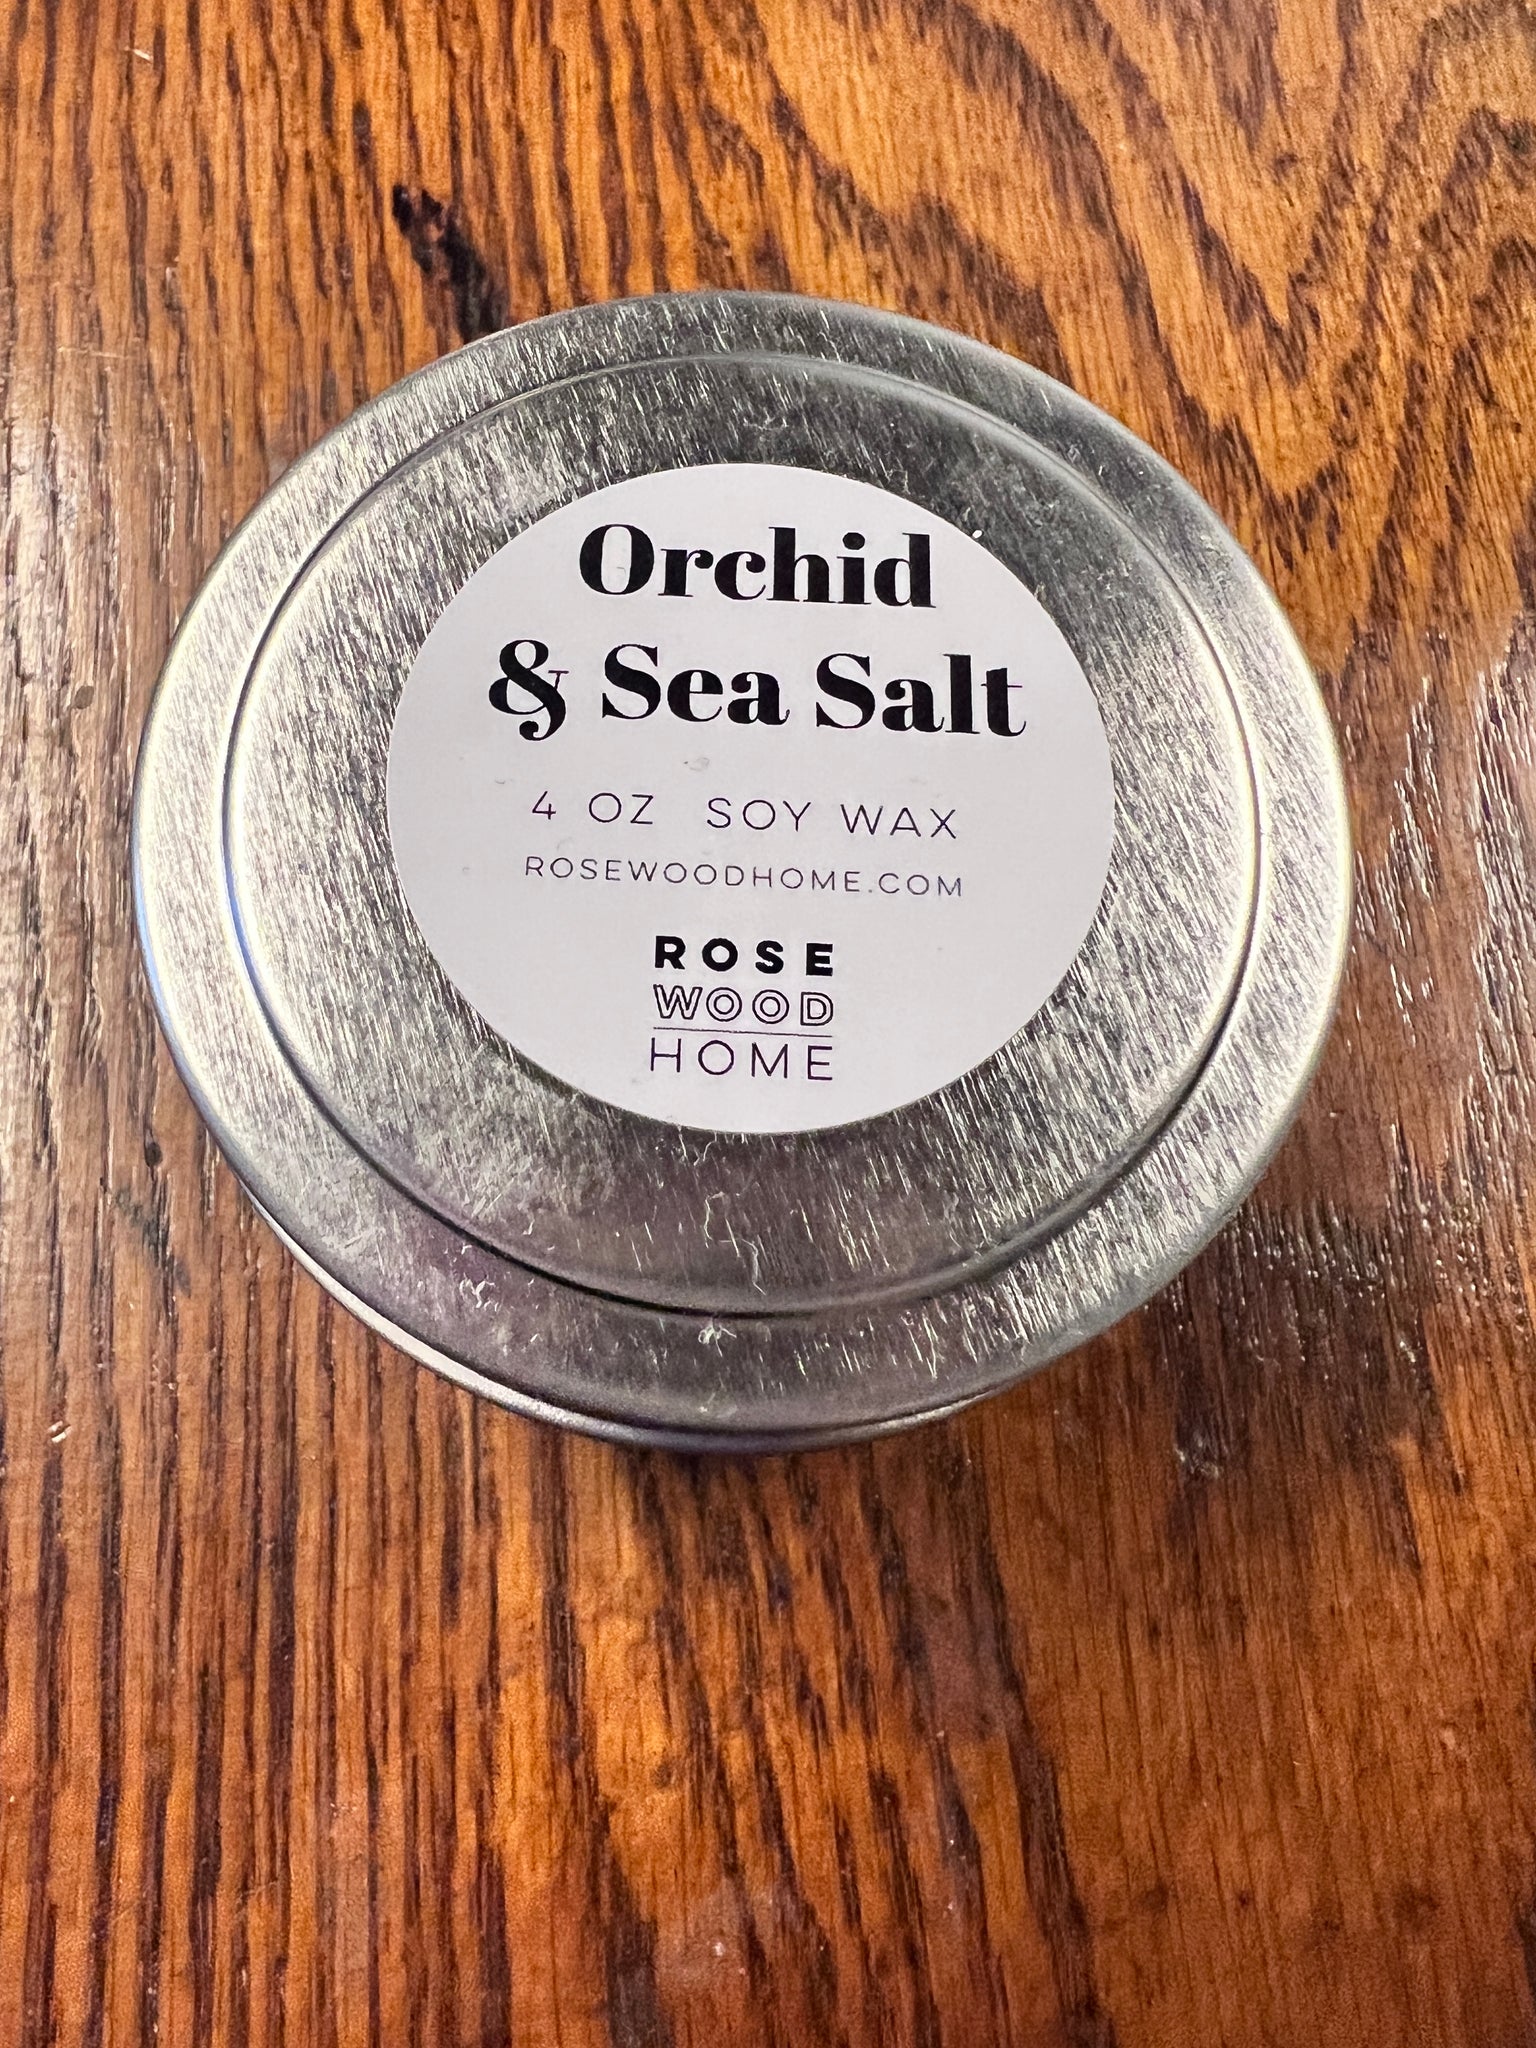 Orchid
& Sea Salt
4 OZ SOY WAX
ROSEWOODHOME.COM
ROSE
WOOD
HOME